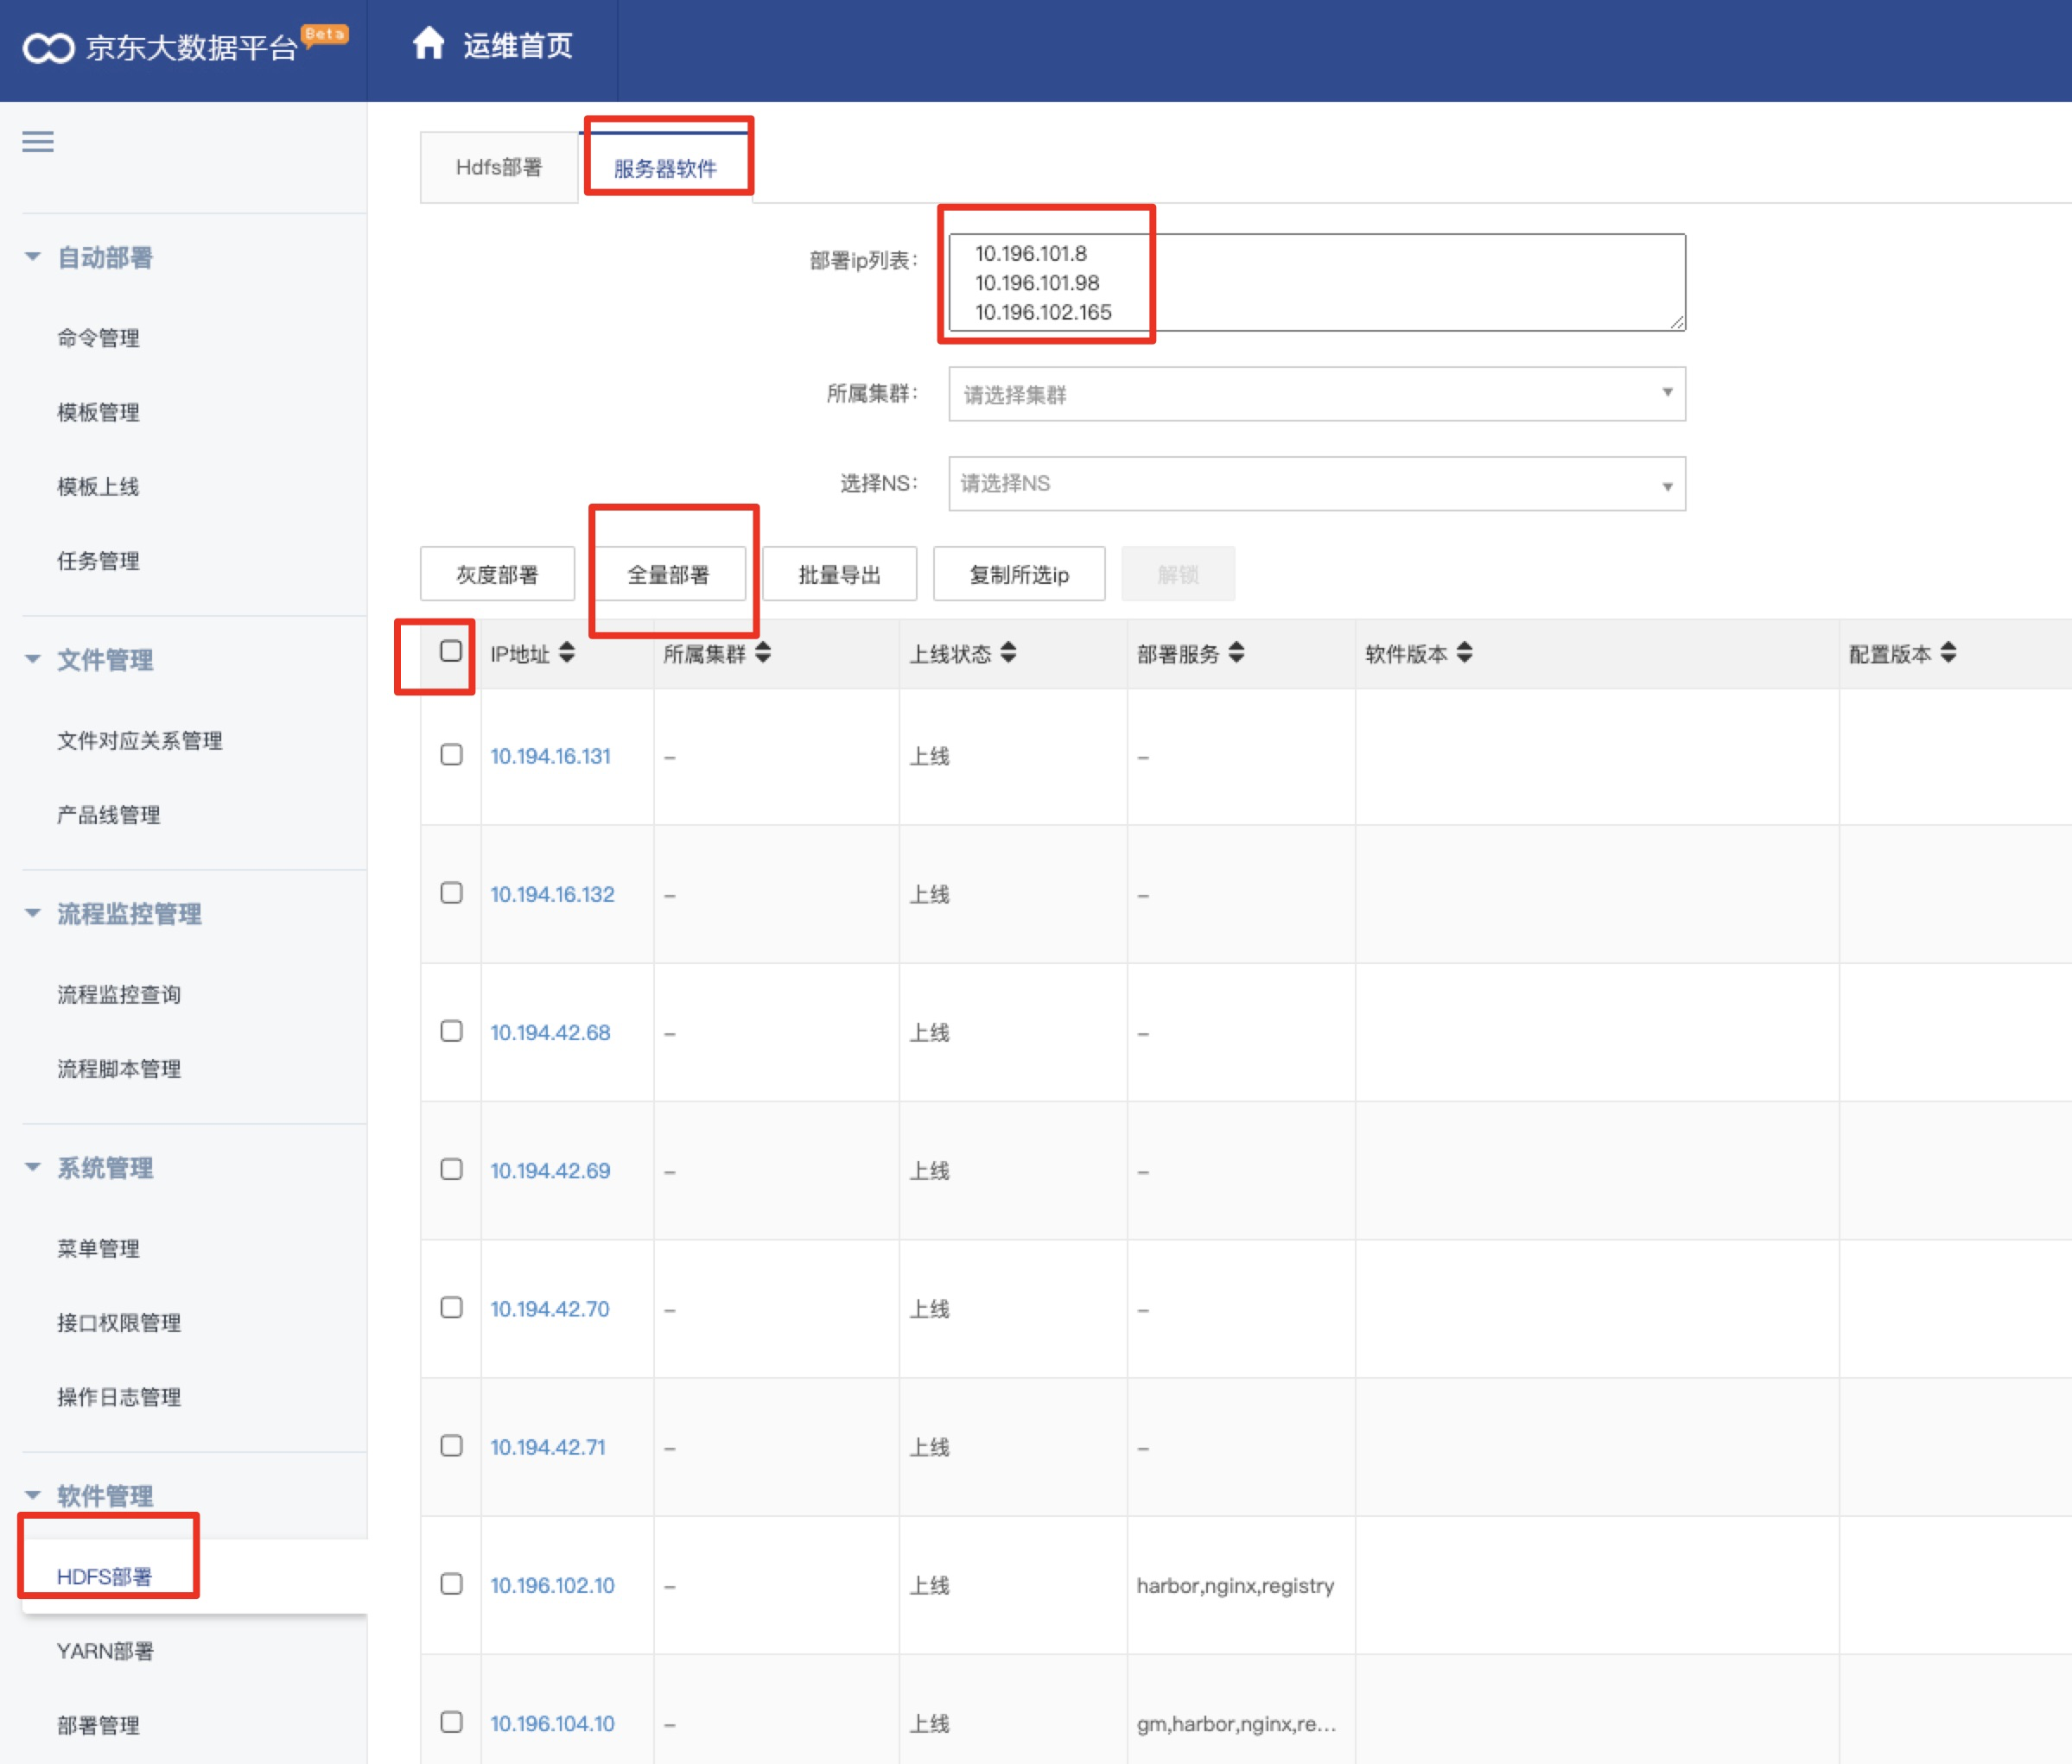 京东大数据平台 Beta
运维首页
自动部署
命令管理
模板管理
模板上线
任务管理
文件管理
文件对应关系管理
产品线管理
流程监控管理
流程监控查询
流程脚本管理
系统管理
菜单管理
接口权限管理
操作日志管理
软件管理
HDFS部署
YARN部署
部署管理
Hdfs部署 服务器软件
部署ip列表: 10.196.101.8
10.196.101.98
10.196.102.165
所属集群: 请选择集群
选择NS: 请选择NS
灰度部署 全量部署 批量导出 复制所选ip 解锁
IP地址 所属集群 上线状态 部署服务 软件版本 配置版本
10.194.16.131 – 上线 –
10.194.16.132 – 上线 –
10.194.42.68 – 上线 –
10.194.42.69 – 上线 –
10.194.42.70 – 上线 –
10.194.42.71 – 上线 –
10.196.102.10 – 上线 harbor,nginx,registry
10.196.104.10 – 上线 gm,harbor,nginx,re...